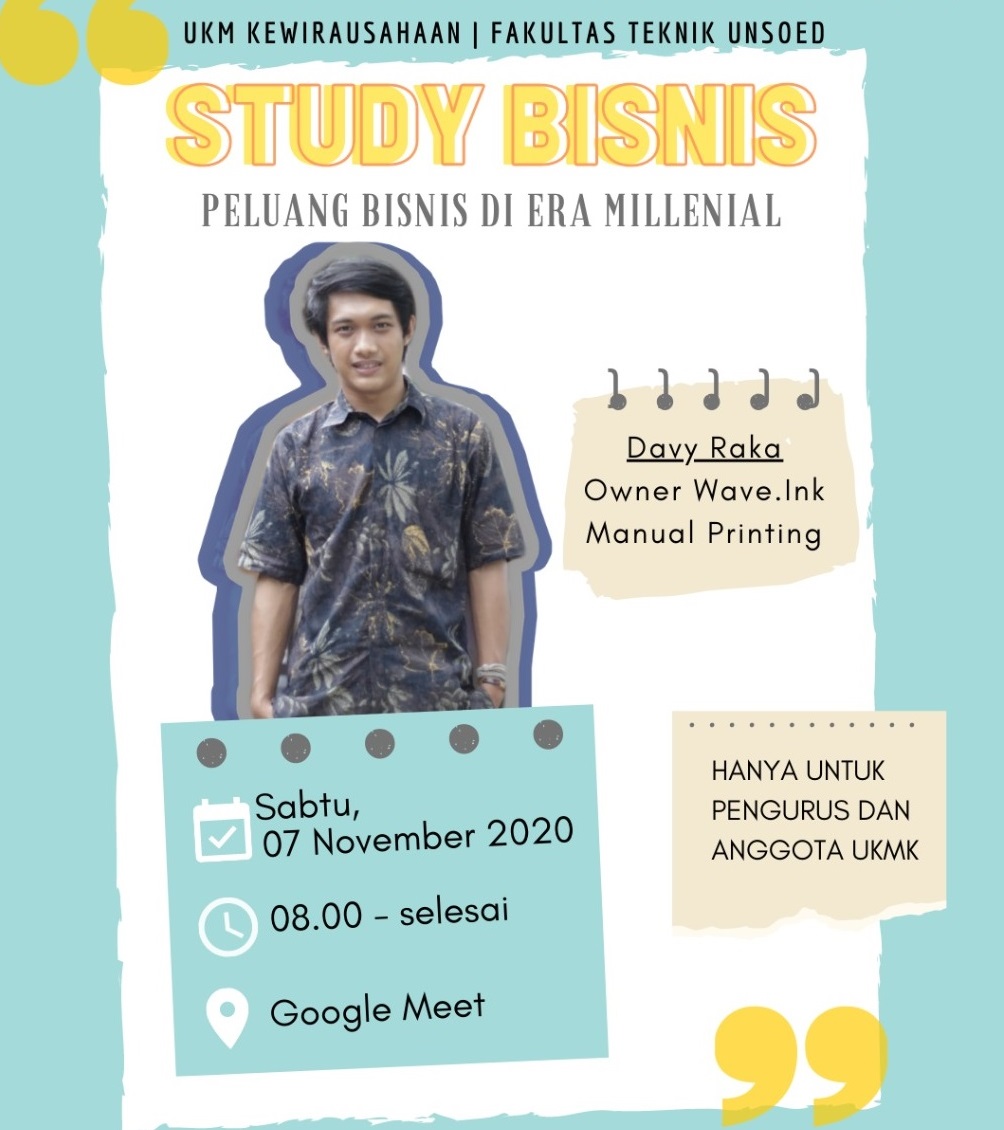 UKM KEWIRAUSAHAAN | FAKULTAS TEKNIK UNSOED
STUDY BISNIS
PELUANG BISNIS DI ERA MILLENIAL
Davy Raka
Owner Wave.Ink
Manual Printing
Sabtu,
07 November 2020
08.00 - selesai
Google Meet
HANYA UNTUK
PENGURUS DAN
ANGGOTA UKMK